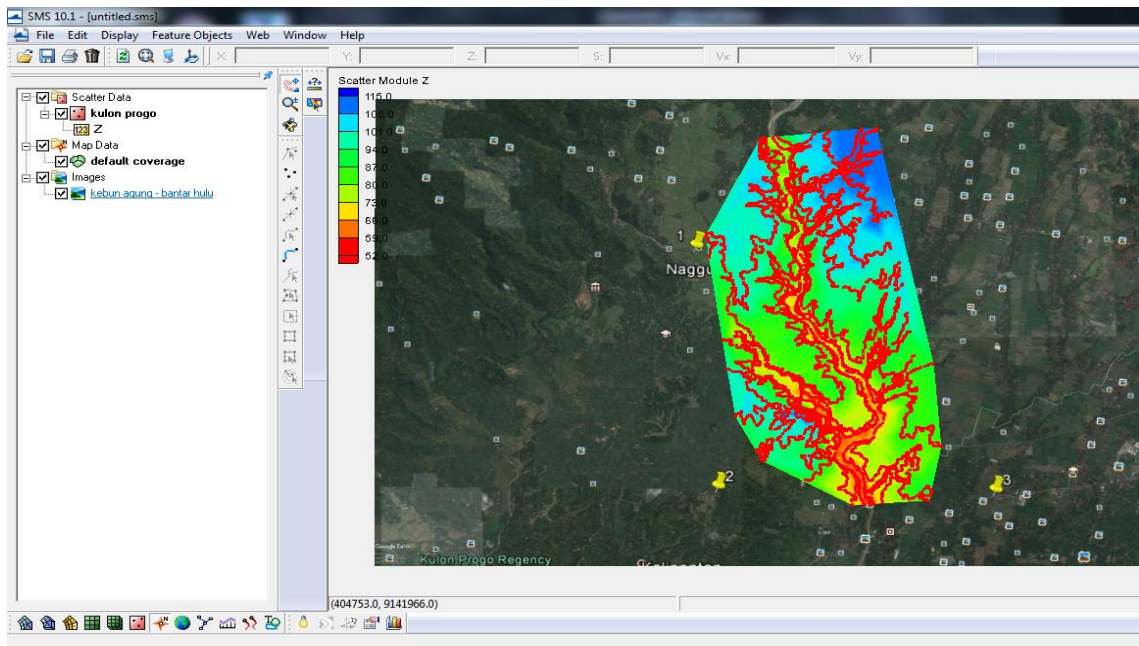 SMS 10.1 - [untitled.sms]
File Edit Display Feature Objects Web Window Help
X: Y: Z: S: Vx: Vy:
Scatter Data
kulon progo
123 Z
Map Data
default coverage
Images
kebun agung - bantar hulu
Scatter Module Z
115.0
108.0
101.0
94.0
87.0
80.0
73.0
66.0
59.0
52.0
1
Naggu
2
3
Kulon Progo Regency
(404753.0, 9141966.0)